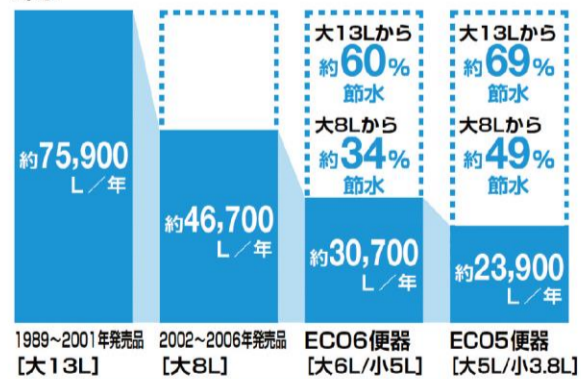 大13Lから
約60%
節水
大8Lから
約34%
節水
大13Lから
約69%
節水
大8Lから
約49%
節水
約75,900
L／年
約46,700
L／年
約30,700
L／年
約23,900
L／年
1989～2001年発売品
[大13L]
2002～2006年発売品
[大8L]
ECO6便器
[大6L/小5L]
ECO5便器
[大5L/小3.8L]